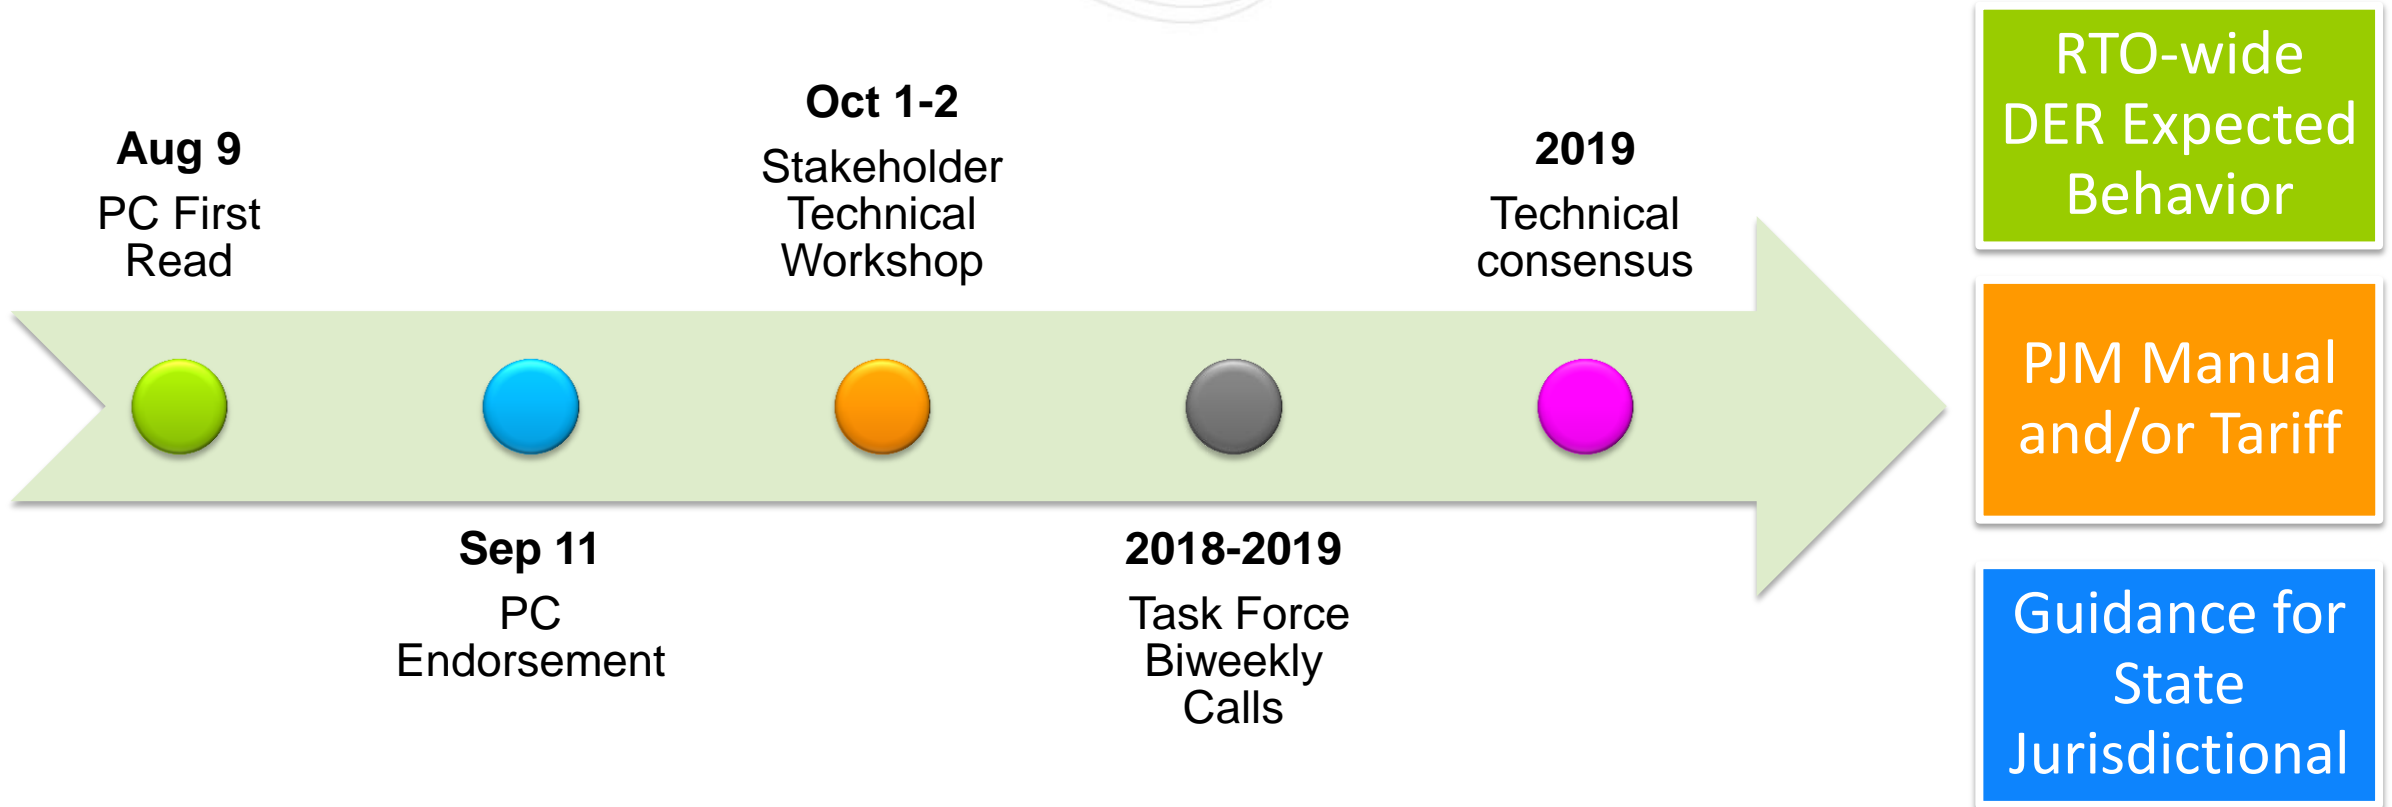 Aug 9
PC First
Read
Sep 11
PC
Endorsement
Oct 1-2
Stakeholder
Technical
Workshop
2018-2019
Task Force
Biweekly
Calls
2019
Technical
consensus
RTO-wide
DER Expected
Behavior
PJM Manual
and/or Tariff
Guidance for
State
Jurisdictional